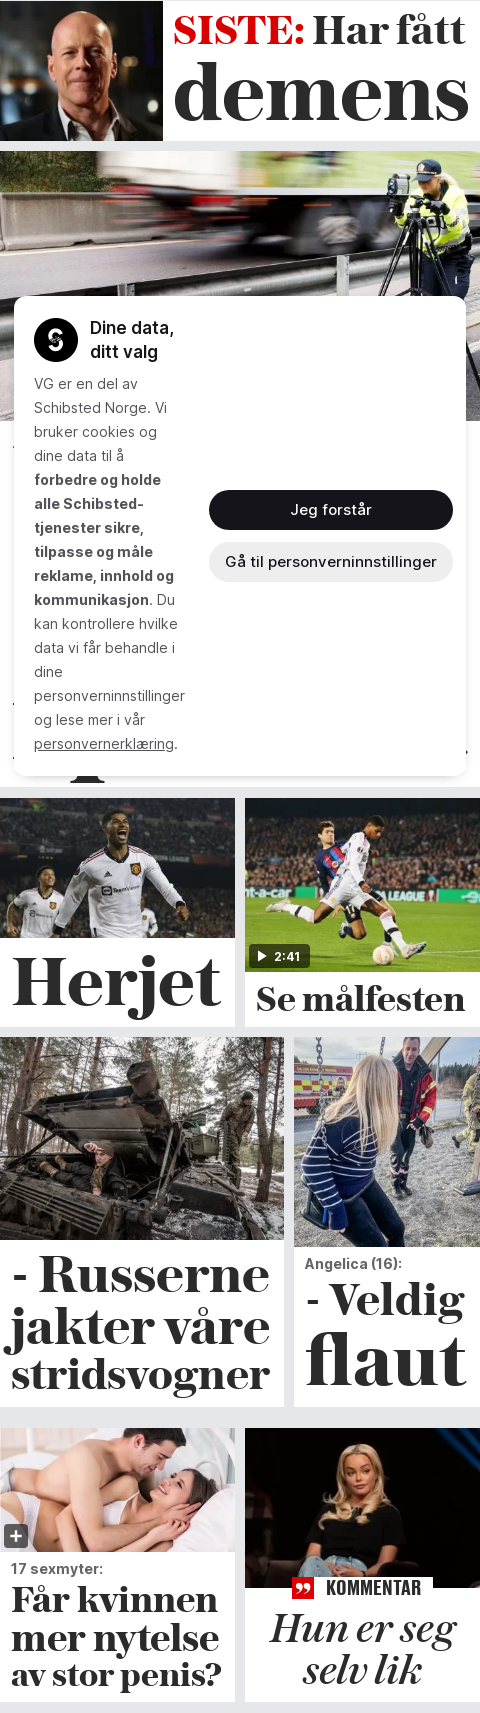 SISTE: Har fått
demens
Dine data,
ditt valg
VG er en del av
Schibsted Norge. Vi
bruker cookies og
dine data til å
forbedre og holde
alle Schibsted-
tjenester sikre,
tilpasse og måle
reklame, innhold og
kommunikasjon. Du
kan kontrollere hvilke
data vi får behandle i
dine
personverninnstillinger
og lese mer i vår
personvernerklæring.
Jeg forstår
Gå til personverninnstillinger
Herjet
2:41
Se målfesten
- Russerne
jakter våre
stridsvogner
Angelica (16):
- Veldig
flaut
17 sexmyter:
Får kvinnen
mer nytelse
av stor penis?
KOMMENTAR
Hun er seg
selv lik